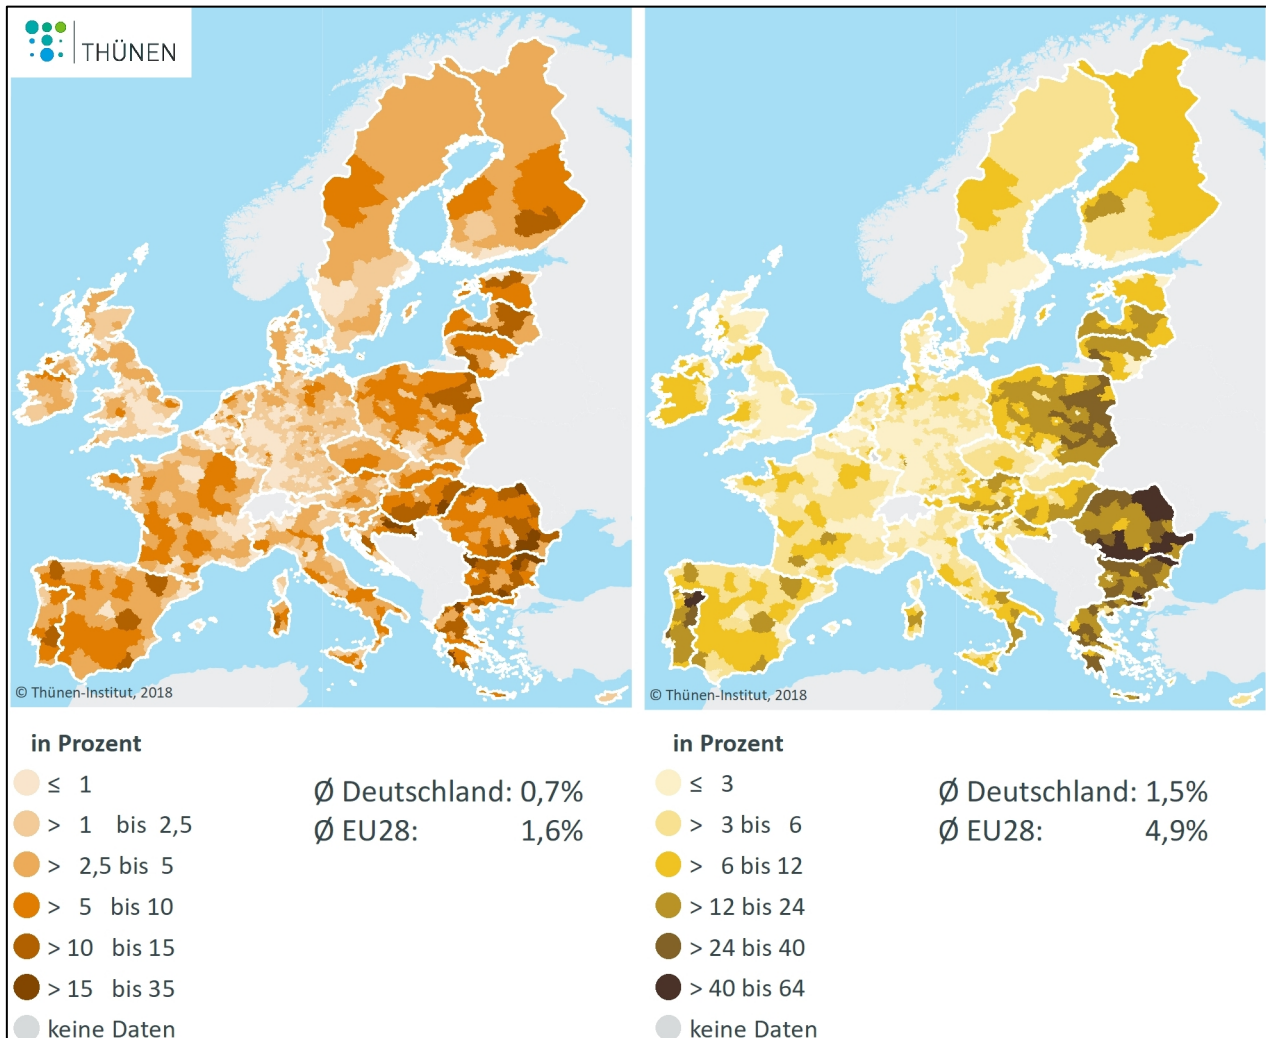 THÜNEN
© Thünen-Institut, 2018
in Prozent
≤ 1
> 1 bis 2,5
> 2,5 bis 5
> 5 bis 10
> 10 bis 15
> 15 bis 35
keine Daten
Ø Deutschland: 0,7%
Ø EU28: 1,6%
© Thünen-Institut, 2018
in Prozent
≤ 3
> 3 bis 6
> 6 bis 12
> 12 bis 24
> 24 bis 40
> 40 bis 64
keine Daten
Ø Deutschland: 1,5%
Ø EU28: 4,9%